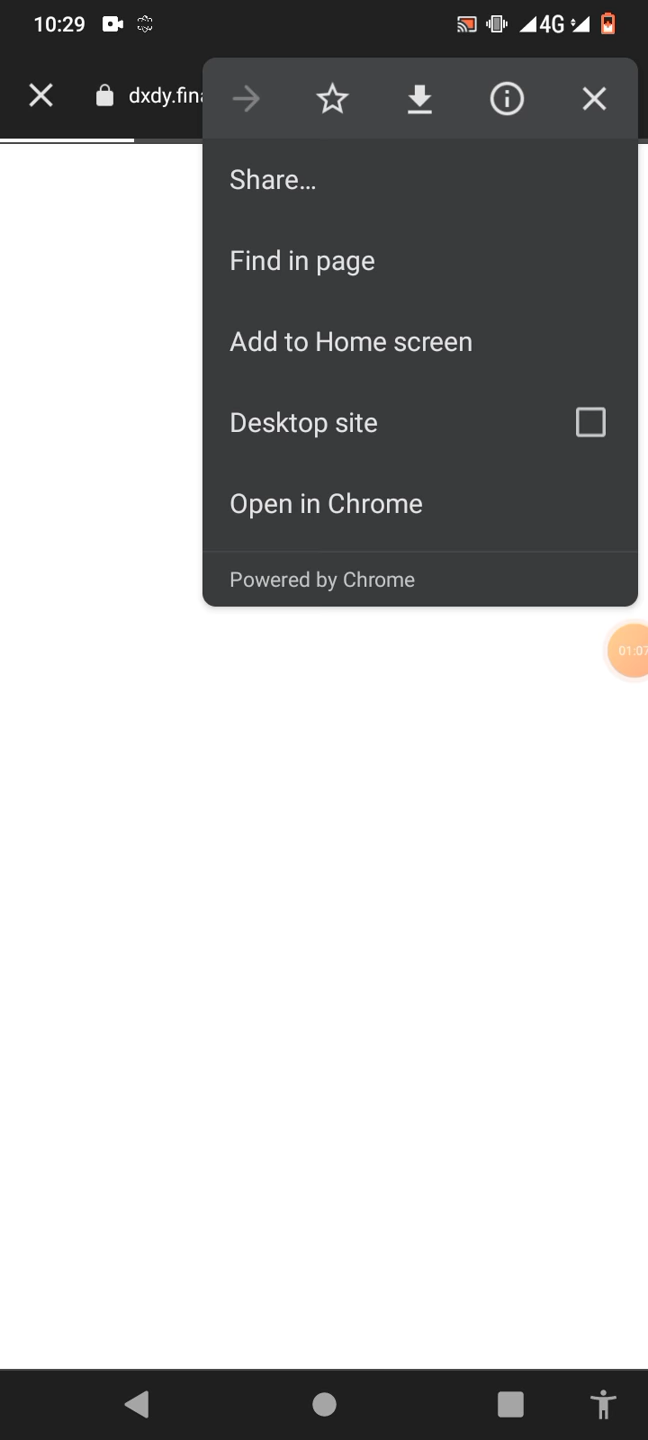 10:29 4G
dxdy.fina
Share…
Find in page
Add to Home screen
Desktop site
Open in Chrome
Powered by Chrome
01:07